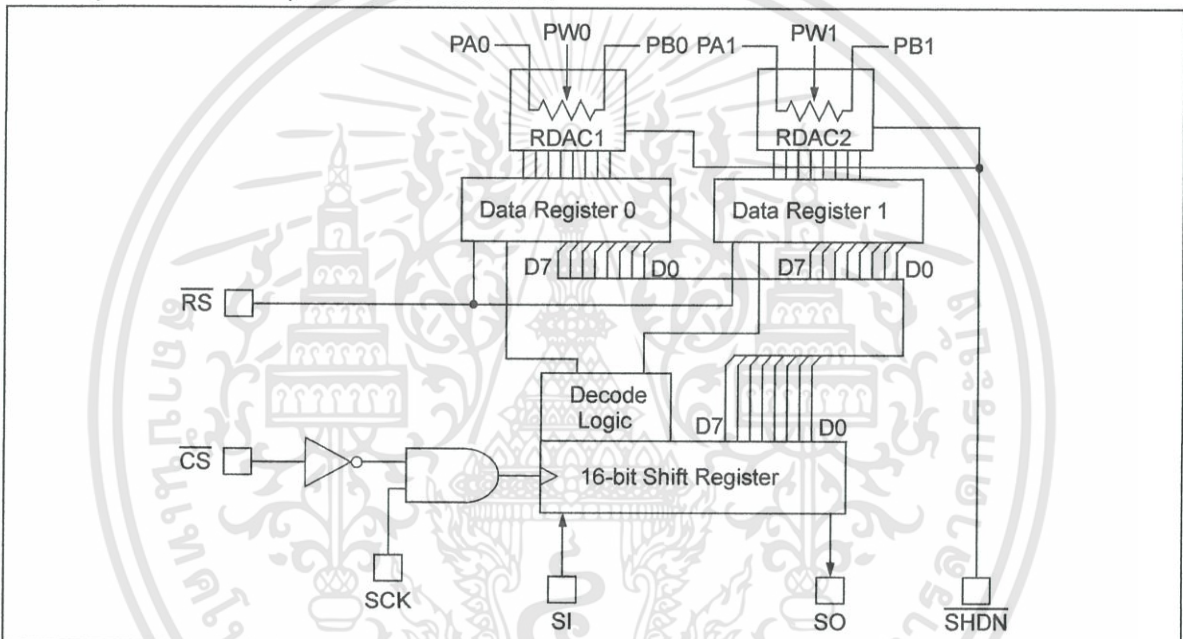 PA0 PW0 PB0 PA1 PW1 PB1
RDAC1 RDAC2
Data Register 0 Data Register 1
D7 D0 D7 D0
RS
Decode
Logic
D7 D0
CS
16-bit Shift Register
SCK
SI SO SHDN